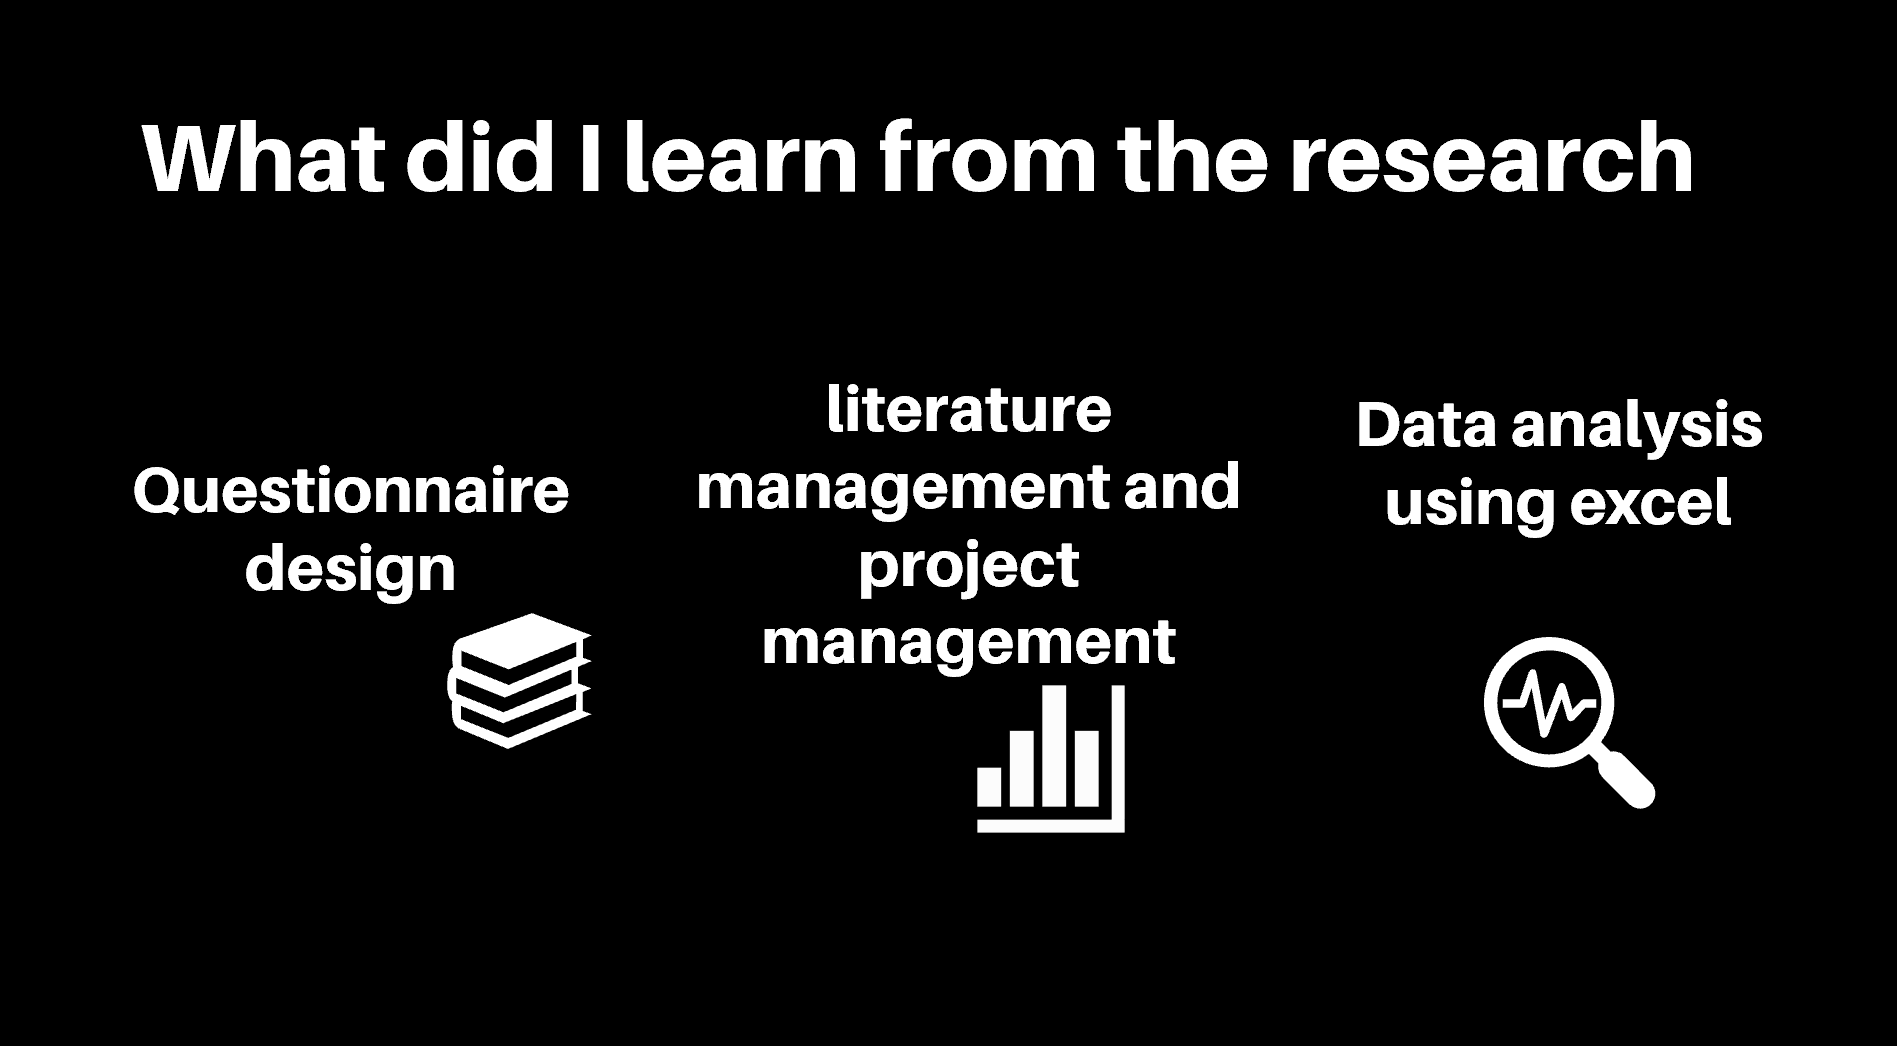 What did I learn from the research
Questionnaire
design
literature
management and
project
management
Data analysis
using excel